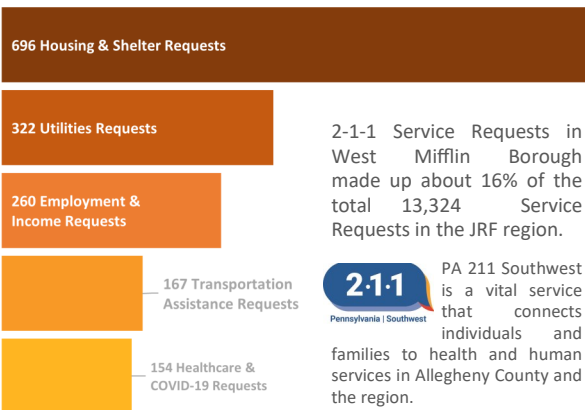 696 Housing & Shelter Requests
322 Utilities Requests
260 Employment &
Income Requests
167 Transportation
Assistance Requests
154 Healthcare &
COVID-19 Requests
2-1-1 Service Requests in
West Mifflin Borough
made up about 16% of the
total 13,324 Service
Requests in the JRF region.
2·1·1
Pennsylvania | Southwest
PA 211 Southwest
is a vital service
that connects
individuals and
families to health and human
services in Allegheny County and
the region.